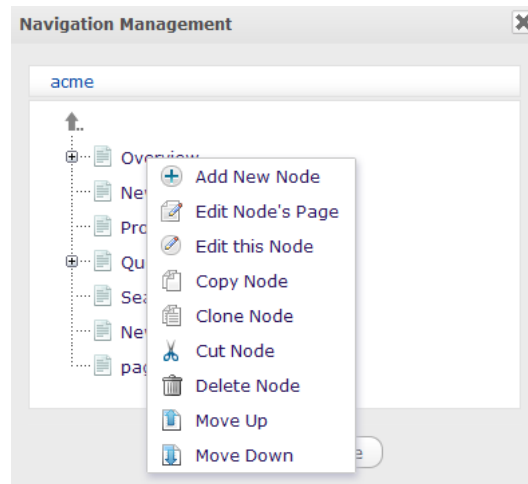 Navigation Management
acme
Overview
Add New Node
Edit Node's Page
Edit this Node
Copy Node
Clone Node
Cut Node
Delete Node
Move Up
Move Down